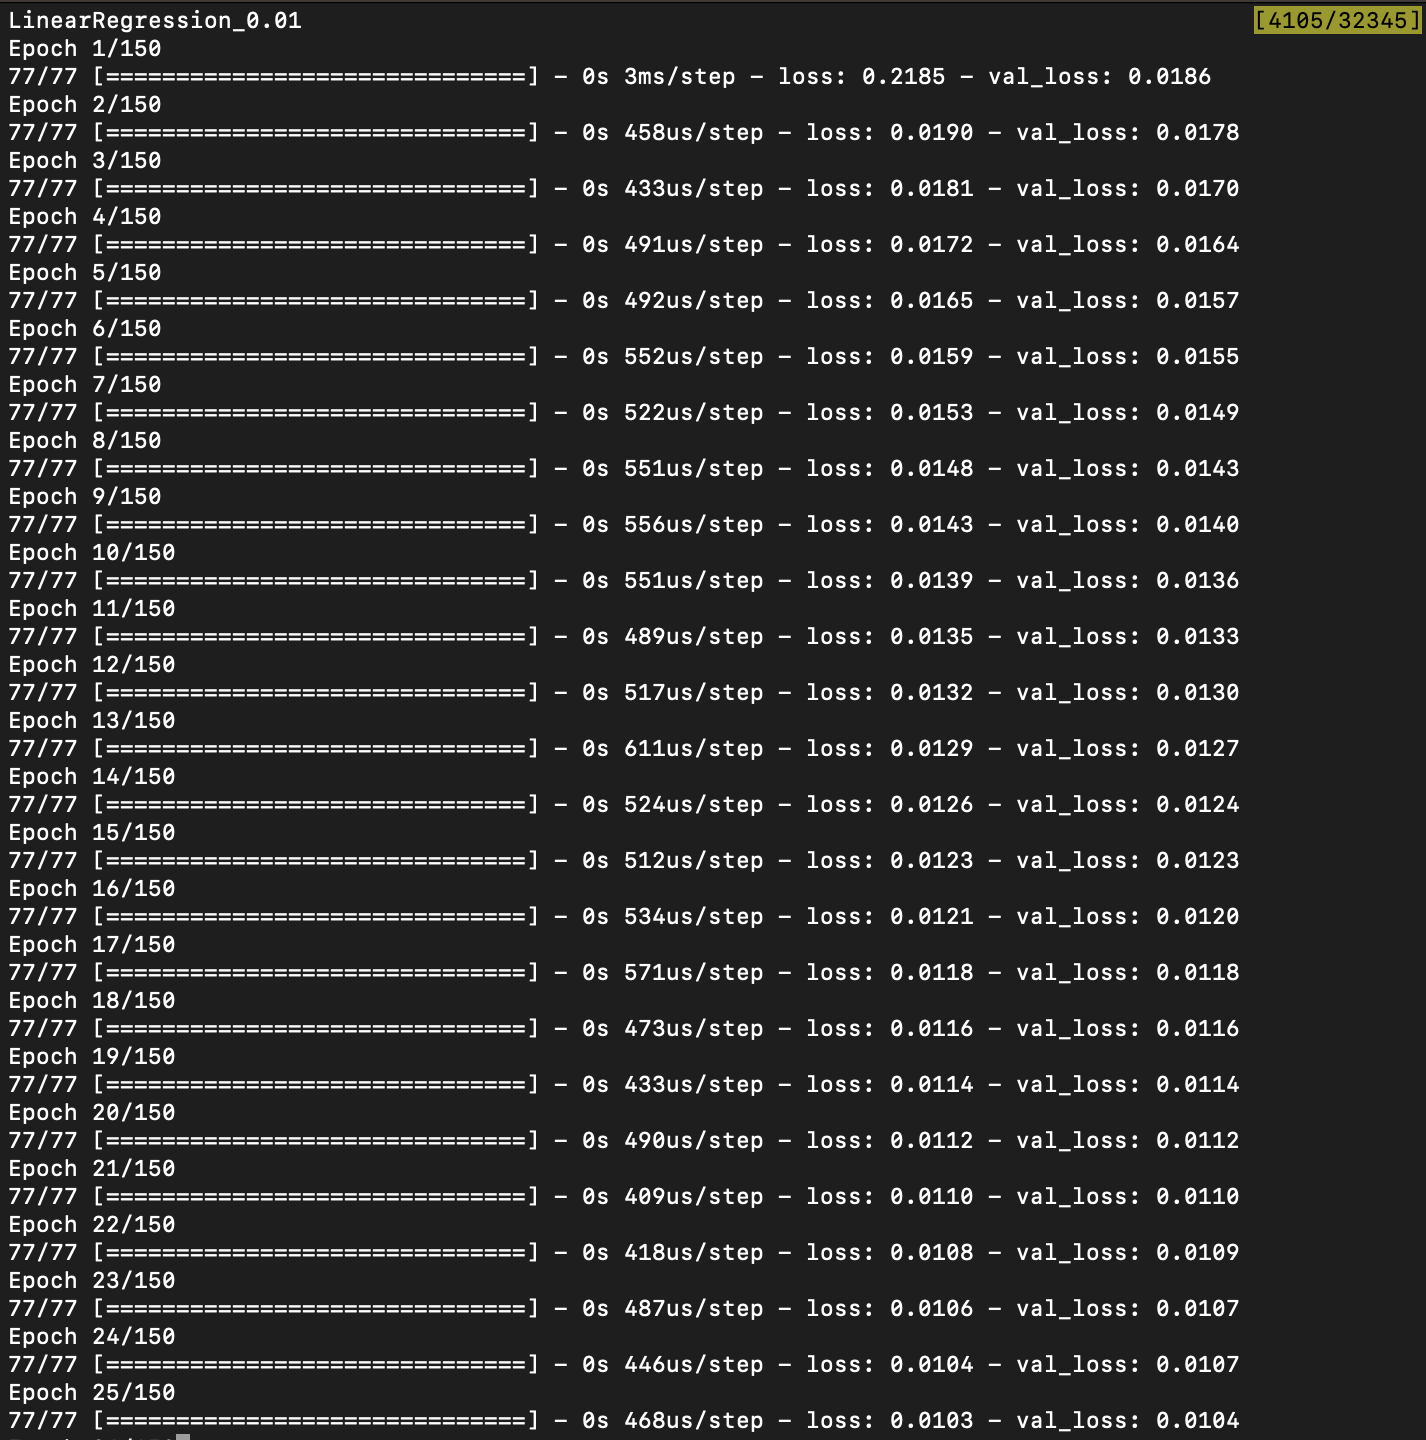 LinearRegression_0.01 [4105/32345]
Epoch 1/150
77/77 [==============================] - 0s 3ms/step - loss: 0.2185 - val_loss: 0.0186
Epoch 2/150
77/77 [==============================] - 0s 458us/step - loss: 0.0190 - val_loss: 0.0178
Epoch 3/150
77/77 [==============================] - 0s 433us/step - loss: 0.0181 - val_loss: 0.0170
Epoch 4/150
77/77 [==============================] - 0s 491us/step - loss: 0.0172 - val_loss: 0.0164
Epoch 5/150
77/77 [==============================] - 0s 492us/step - loss: 0.0165 - val_loss: 0.0157
Epoch 6/150
77/77 [==============================] - 0s 552us/step - loss: 0.0159 - val_loss: 0.0155
Epoch 7/150
77/77 [==============================] - 0s 522us/step - loss: 0.0153 - val_loss: 0.0149
Epoch 8/150
77/77 [==============================] - 0s 551us/step - loss: 0.0148 - val_loss: 0.0143
Epoch 9/150
77/77 [==============================] - 0s 556us/step - loss: 0.0143 - val_loss: 0.0140
Epoch 10/150
77/77 [==============================] - 0s 551us/step - loss: 0.0139 - val_loss: 0.0136
Epoch 11/150
77/77 [==============================] - 0s 489us/step - loss: 0.0135 - val_loss: 0.0133
Epoch 12/150
77/77 [==============================] - 0s 517us/step - loss: 0.0132 - val_loss: 0.0130
Epoch 13/150
77/77 [==============================] - 0s 611us/step - loss: 0.0129 - val_loss: 0.0127
Epoch 14/150
77/77 [==============================] - 0s 524us/step - loss: 0.0126 - val_loss: 0.0124
Epoch 15/150
77/77 [==============================] - 0s 512us/step - loss: 0.0123 - val_loss: 0.0123
Epoch 16/150
77/77 [==============================] - 0s 534us/step - loss: 0.0121 - val_loss: 0.0120
Epoch 17/150
77/77 [==============================] - 0s 571us/step - loss: 0.0118 - val_loss: 0.0118
Epoch 18/150
77/77 [==============================] - 0s 473us/step - loss: 0.0116 - val_loss: 0.0116
Epoch 19/150
77/77 [==============================] - 0s 433us/step - loss: 0.0114 - val_loss: 0.0114
Epoch 20/150
77/77 [==============================] - 0s 490us/step - loss: 0.0112 - val_loss: 0.0112
Epoch 21/150
77/77 [==============================] - 0s 409us/step - loss: 0.0110 - val_loss: 0.0110
Epoch 22/150
77/77 [==============================] - 0s 418us/step - loss: 0.0108 - val_loss: 0.0109
Epoch 23/150
77/77 [==============================] - 0s 487us/step - loss: 0.0106 - val_loss: 0.0107
Epoch 24/150
77/77 [==============================] - 0s 446us/step - loss: 0.0104 - val_loss: 0.0107
Epoch 25/150
77/77 [==============================] - 0s 468us/step - loss: 0.0103 - val_loss: 0.0104